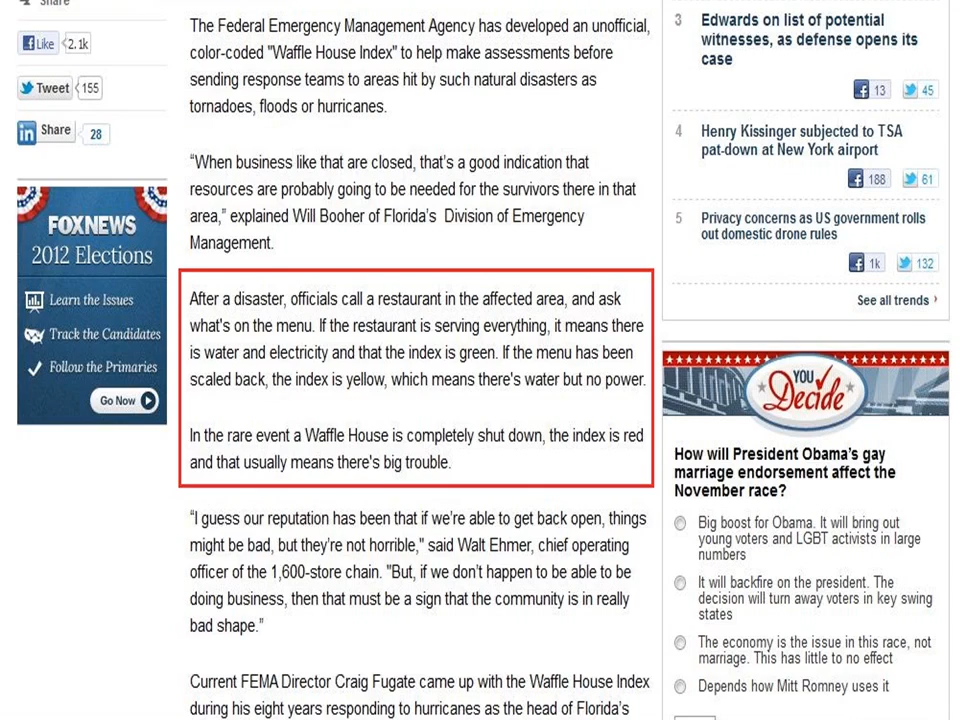 Share
Like
2.1k
Tweet
155
in
Share
28
FOXNEWS
2012 Elections
Learn the Issues
Track the Candidates
Follow the Primaries
Go Now
The Federal Emergency Management Agency has developed an unofficial,
color-coded "Waffle House Index" to help make assessments before
sending response teams to areas hit by such natural disasters as
tornadoes, floods or hurricanes.
“When business like that are closed, that’s a good indication that
resources are probably going to be needed for the survivors there in that
area,” explained Will Booher of Florida’s  Division of Emergency
Management.
After a disaster, officials call a restaurant in the affected area, and ask
what's on the menu. If the restaurant is serving everything, it means there
is water and electricity and that the index is green. If the menu has been
scaled back, the index is yellow, which means there's water but no power.
In the rare event a Waffle House is completely shut down, the index is red
and that usually means there's big trouble.
“I guess our reputation has been that if we’re able to get back open, things
might be bad, but they’re not horrible," said Walt Ehmer, chief operating
officer of the 1,600-store chain. "But, if we don’t happen to be able to be
doing business, then that must be a sign that the community is in really
bad shape.”
Current FEMA Director Craig Fugate came up with the Waffle House Index
during his eight years responding to hurricanes as the head of Florida’s
3
Edwards on list of potential
witnesses, as defense opens its
case
13
45
4
Henry Kissinger subjected to TSA
pat-down at New York airport
188
61
5
Privacy concerns as US government rolls
out domestic drone rules
1k
132
See all trends
YOU
Decide
How will President Obama’s gay
marriage endorsement affect the
November race?
Big boost for Obama. It will bring out
young voters and LGBT activists in large
numbers
It will backfire on the president. The
decision will turn away voters in key swing
states
The economy is the issue in this race, not
marriage. This has little to no effect
Depends how Mitt Romney uses it